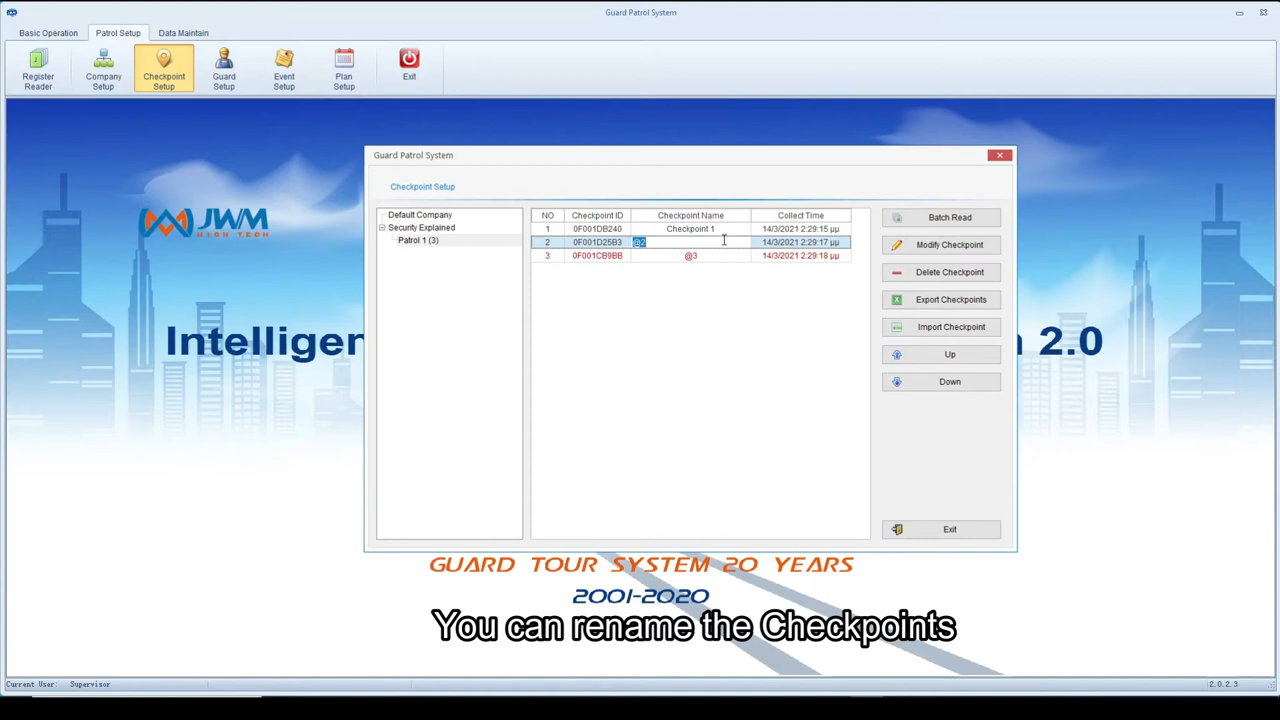 Guard Patrol System
Basic Operation Patrol Setup Data Maintain
Register Reader
Company Setup
Checkpoint Setup
Guard Setup
Event Setup
Plan Setup
Exit
JWM
HIGH TECH
Guard Patrol System
Checkpoint Setup
Default Company
Security Explained
Patrol 1 (3)
NO Checkpoint ID Checkpoint Name Collect Time
1 0F001DB240 Checkpoint 1 14/3/2021 2:29:15 μμ
2 0F001D25B3 @2 14/3/2021 2:29:17 μμ
3 0F001CB9BB @3 14/3/2021 2:29:18 μμ
Batch Read
Modify Checkpoint
Delete Checkpoint
Export Checkpoints
Import Checkpoint
Up
Down
Exit
Intelligen 2.0
GUARD TOUR SYSTEM 20 YEARS
2001-2020
You can rename the Checkpoints
Current User: Supervisor 2.0.2.3